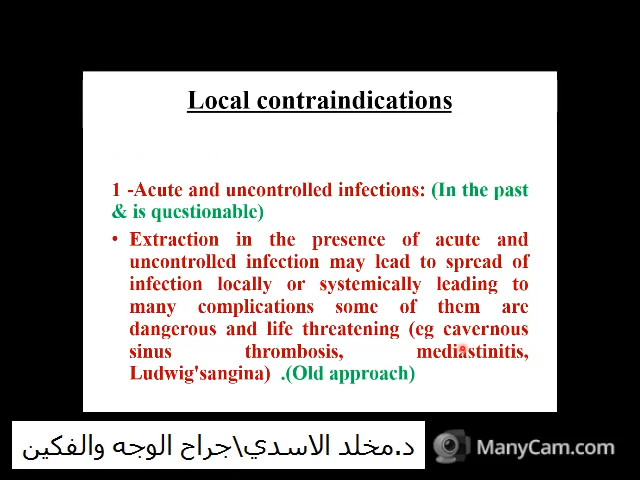 Local contraindications
1 -Acute and uncontrolled infections: (In the past
& is questionable)
• Extraction in the presence of acute and
uncontrolled infection may lead to spread of
infection locally or systemically leading to
many complications some of them are
dangerous and life threatening (eg cavernous
sinus thrombosis, mediastinitis,
Ludwig'sangina) .(Old approach)
د.مخلد الاسدي\جراح الوجه والفكين
ManyCam.com